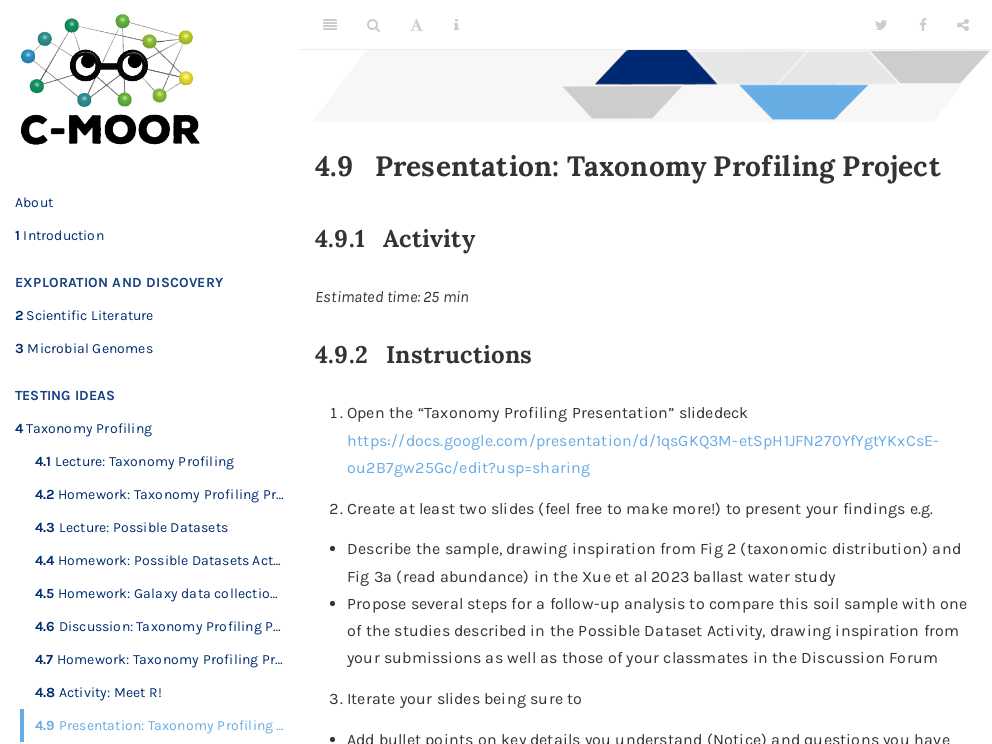 C-MOOR
About
1 Introduction
EXPLORATION AND DISCOVERY
2 Scientific Literature
3 Microbial Genomes
TESTING IDEAS
4 Taxonomy Profiling
4.1 Lecture: Taxonomy Profiling
4.2 Homework: Taxonomy Profiling Pr...
4.3 Lecture: Possible Datasets
4.4 Homework: Possible Datasets Act...
4.5 Homework: Galaxy data collectio...
4.6 Discussion: Taxonomy Profiling P...
4.7 Homework: Taxonomy Profiling Pr...
4.8 Activity: Meet R!
4.9 Presentation: Taxonomy Profiling ...
4.9 Presentation: Taxonomy Profiling Project
4.9.1 Activity
Estimated time: 25 min
4.9.2 Instructions
1. Open the “Taxonomy Profiling Presentation” slidedeck
https://docs.google.com/presentation/d/1qsGKQ3M-etSpH1JFN270YfYgtYKxCsE-
ou2B7gw25Gc/edit?usp=sharing
2. Create at least two slides (feel free to make more!) to present your findings e.g.
• Describe the sample, drawing inspiration from Fig 2 (taxonomic distribution) and
Fig 3a (read abundance) in the Xue et al 2023 ballast water study
• Propose several steps for a follow-up analysis to compare this soil sample with one
of the studies described in the Possible Dataset Activity, drawing inspiration from
your submissions as well as those of your classmates in the Discussion Forum
3. Iterate your slides being sure to
• Add bullet points on key details you understand (Notice) and questions you have